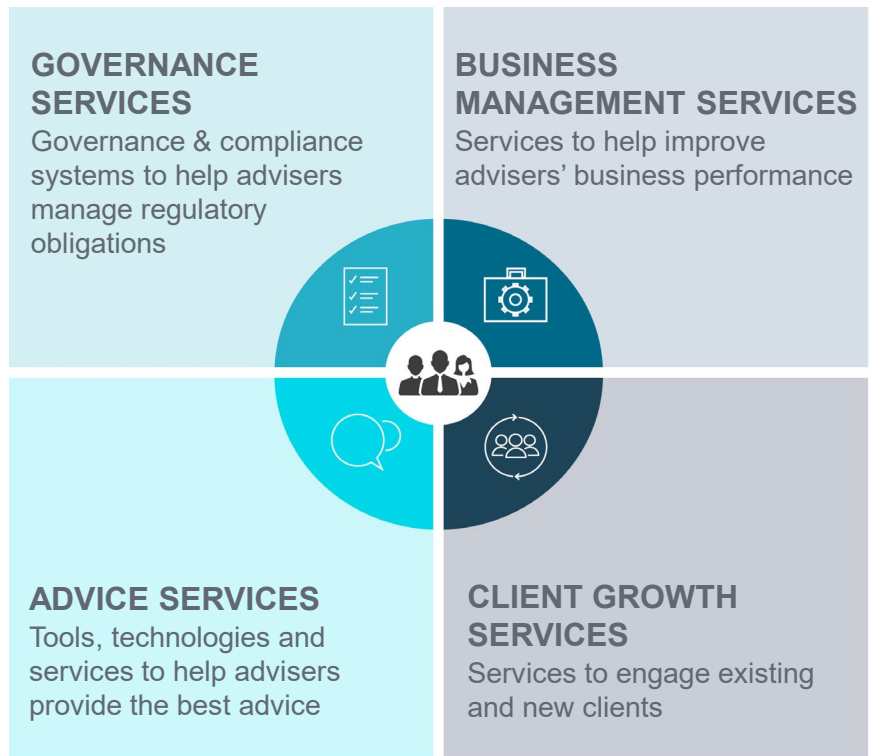 GOVERNANCE
SERVICES
Governance & compliance
systems to help advisers
manage regulatory
obligations
BUSINESS
MANAGEMENT SERVICES
Services to help improve
advisers’ business performance
ADVICE SERVICES
Tools, technologies and
services to help advisers
provide the best advice
CLIENT GROWTH
SERVICES
Services to engage existing
and new clients